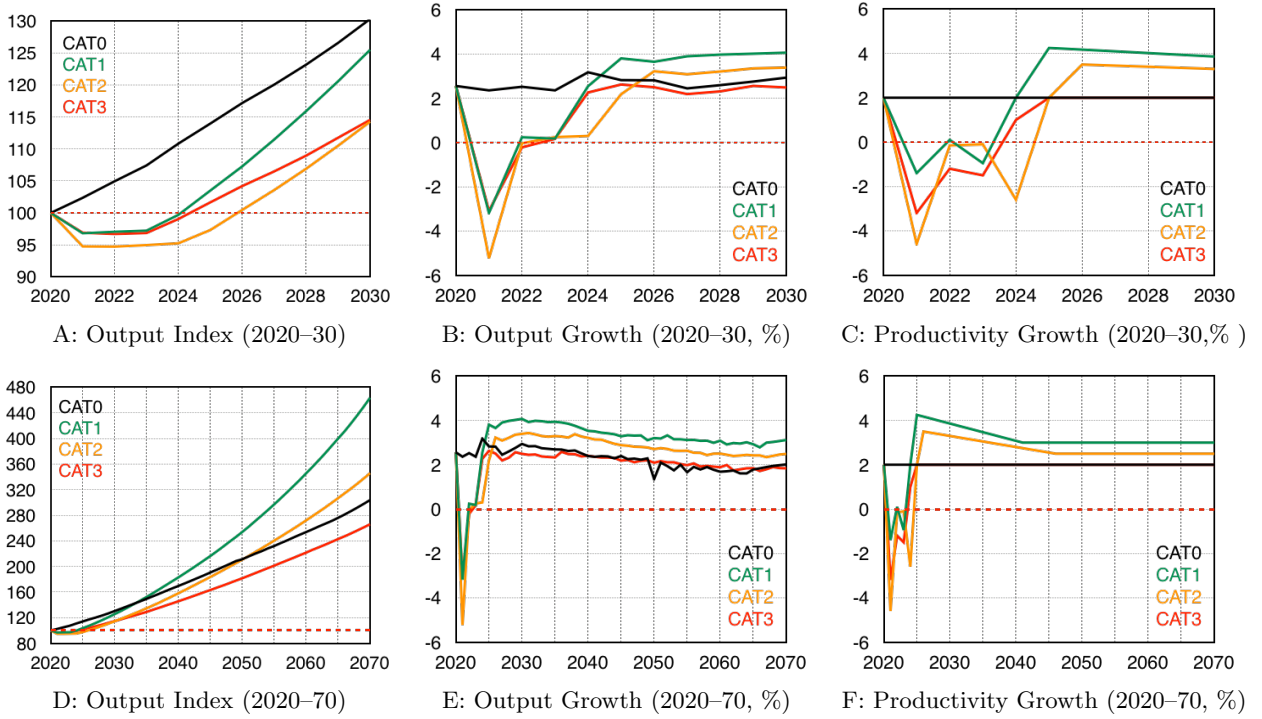 130
125
120
115
110
105
100
95
90
CAT0
CAT1
CAT2
CAT3
2020 2022 2024 2026 2028 2030
A: Output Index (2020–30)
6
4
2
0
-2
-4
-6
CAT0
CAT1
CAT2
CAT3
2020 2022 2024 2026 2028 2030
B: Output Growth (2020–30, %)
6
4
2
0
-2
-4
-6
CAT0
CAT1
CAT2
CAT3
2020 2022 2024 2026 2028 2030
C: Productivity Growth (2020–30,% )
480
440
400
360
320
280
240
200
160
120
80
CAT0
CAT1
CAT2
CAT3
2020 2030 2040 2050 2060 2070
D: Output Index (2020–70)
6
4
2
0
-2
-4
-6
CAT0
CAT1
CAT2
CAT3
2020 2030 2040 2050 2060 2070
E: Output Growth (2020–70, %)
6
4
2
0
-2
-4
-6
CAT0
CAT1
CAT2
CAT3
2020 2030 2040 2050 2060 2070
F: Productivity Growth (2020–70, %)